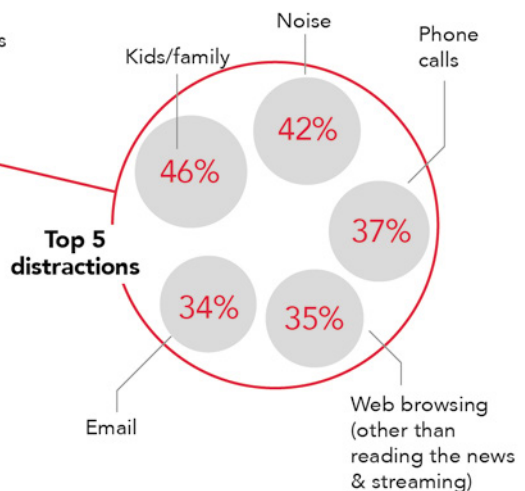 s
Noise
Kids/family
Phone
calls
42%
46%
37%
Top 5
distractions
34%
35%
Email
Web browsing
(other than
reading the news
& streaming)